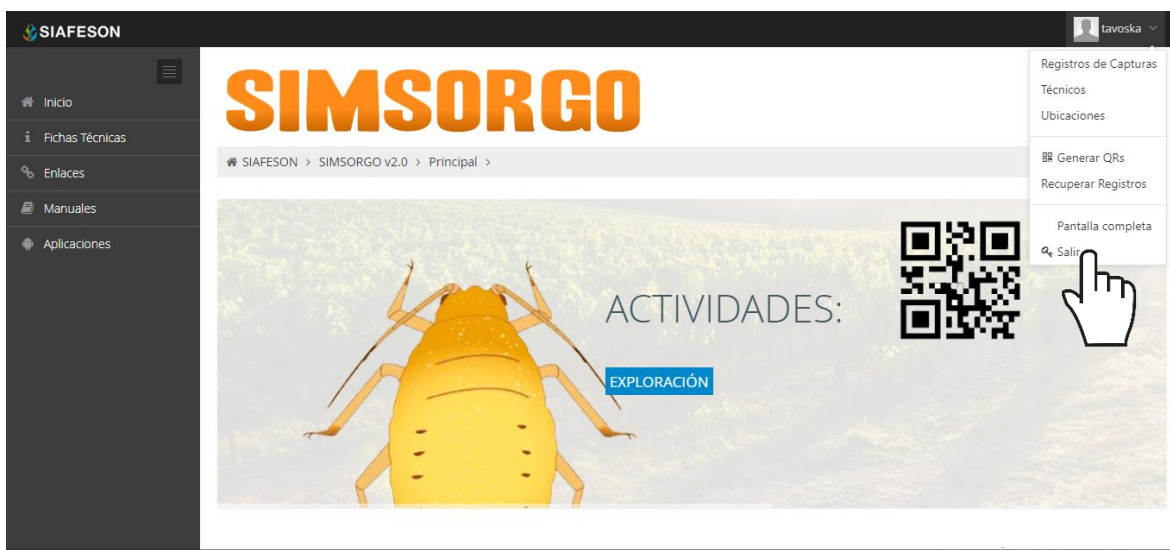 SIAFESON
tavoska
Inicio
Fichas Técnicas
Enlaces
Manuales
Aplicaciones
SIMSORGO
SIAFESON > SIMSORGO v2.0 > Principal >
Registros de Capturas
Técnicos
Ubicaciones
Generar QRs
Recuperar Registros
Pantalla completa
Salir
ACTIVIDADES:
EXPLORACIÓN